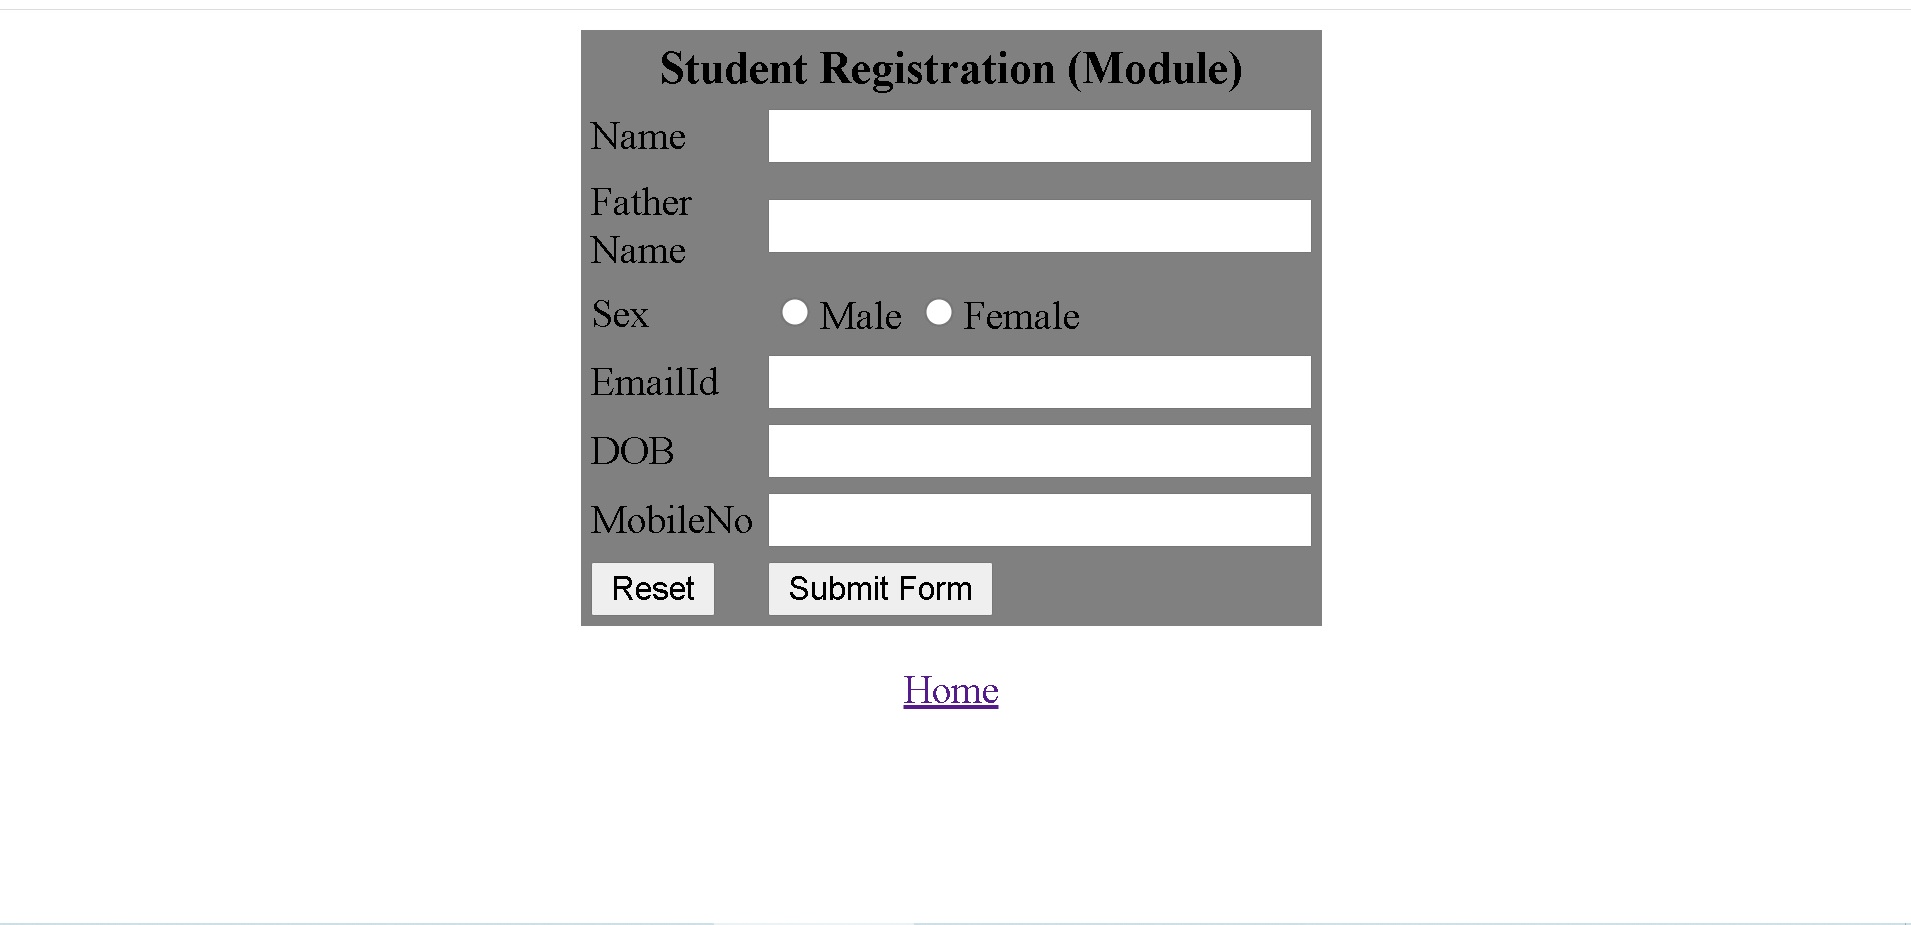 Student Registration (Module)
Name
Father
Name
Sex Male Female
EmailId
DOB
MobileNo
Reset Submit Form
Home